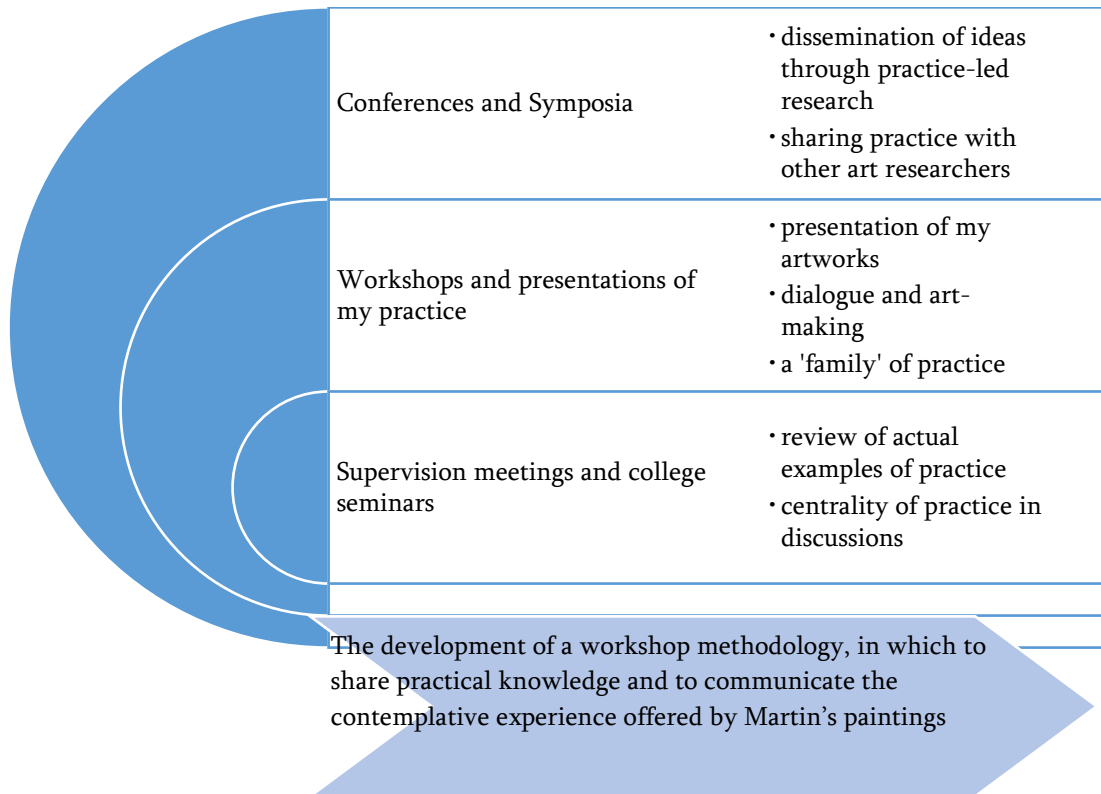 Conferences and Symposia
• dissemination of ideas
through practice-led
research
• sharing practice with
other art researchers
Workshops and presentations of
my practice
• presentation of my
artworks
• dialogue and art-
making
• a 'family' of practice
Supervision meetings and college
seminars
• review of actual
examples of practice
• centrality of practice in
discussions
The development of a workshop methodology, in which to
share practical knowledge and to communicate the
contemplative experience offered by Martin’s paintings